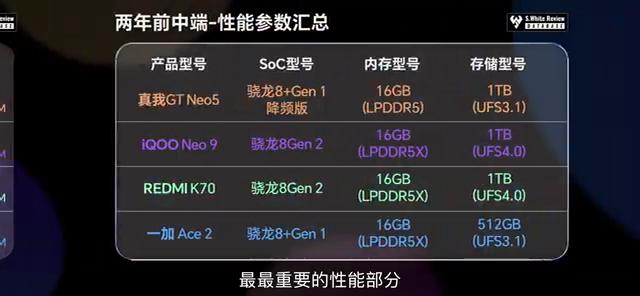 两年前中端-性能参数汇总
S.White Review
DATABASE
产品型号 SoC型号 内存型号 存储型号
真我GT Neo5 骁龙8+Gen 1 降频版 16GB (LPDDR5) 1TB (UFS3.1)
iQOO Neo 9 骁龙8Gen 2 16GB (LPDDR5X) 1TB (UFS4.0)
REDMI K70 骁龙8Gen 2 16GB (LPDDR5X) 1TB (UFS4.0)
一加 Ace 2 骁龙8+Gen 1 16GB (LPDDR5X) 512GB (UFS3.1)
最最重要的性能部分